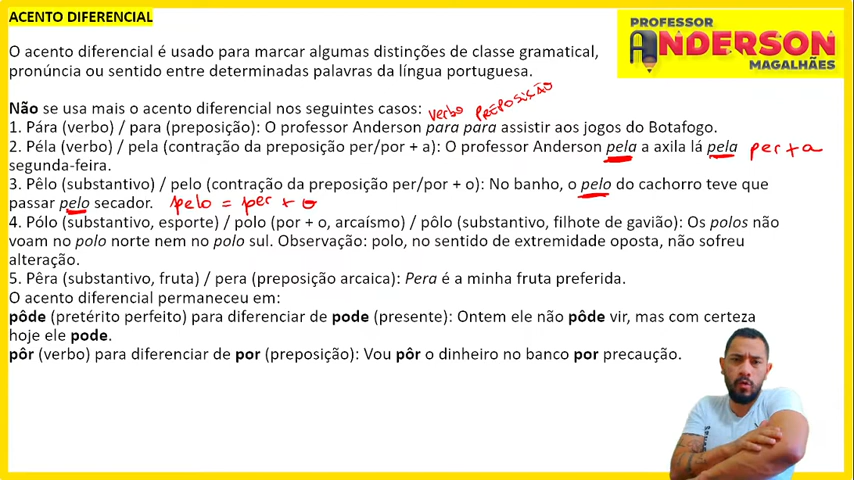 ACENTO DIFERENCIAL
PROFESSOR
ANDERSON
MAGALHÃES
O acento diferencial é usado para marcar algumas distinções de classe gramatical,
pronúncia ou sentido entre determinadas palavras da língua portuguesa.
Não se usa mais o acento diferencial nos seguintes casos: verbo PREPOSIÇÃO
1. Pára (verbo) / para (preposição): O professor Anderson para para assistir aos jogos do Botafogo.
2. Péla (verbo) / pela (contração da preposição per/por + a): O professor Anderson pela a axila lá pela per+a
segunda-feira.
3. Pêlo (substantivo) / pelo (contração da preposição per/por + o): No banho, o pelo do cachorro teve que
passar pelo secador. pelo = per + o
4. Pólo (substantivo, esporte) / polo (por + o, arcaísmo) / pôlo (substantivo, filhote de gavião): Os polos não
voam no polo norte nem no polo sul. Observação: polo, no sentido de extremidade oposta, não sofreu
alteração.
5. Pêra (substantivo, fruta) / pera (preposição arcaica): Pera é a minha fruta preferida.
O acento diferencial permaneceu em:
pôde (pretérito perfeito) para diferenciar de pode (presente): Ontem ele não pôde vir, mas com certeza
hoje ele pode.
pôr (verbo) para diferenciar de por (preposição): Vou pôr o dinheiro no banco por precaução.